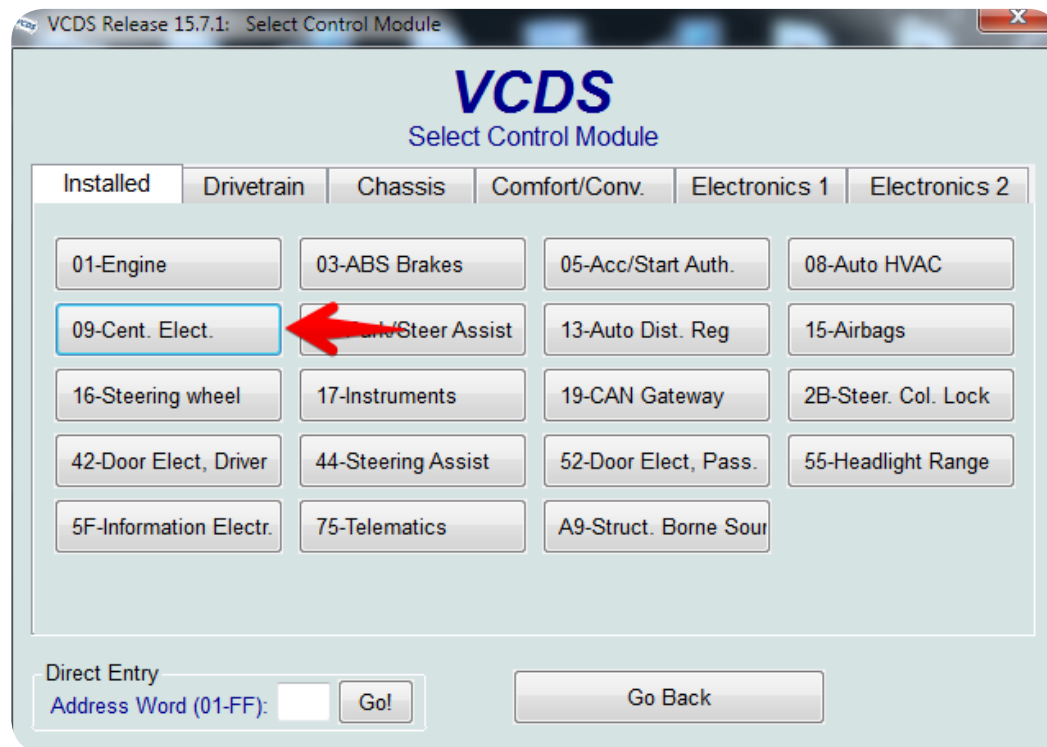 VCDS Release 15.7.1: Select Control Module
VCDS
Select Control Module
Installed Drivetrain Chassis Comfort/Conv. Electronics 1 Electronics 2
01-Engine 03-ABS Brakes 05-Acc/Start Auth. 08-Auto HVAC
09-Cent. Elect. /Steer Assist 13-Auto Dist. Reg 15-Airbags
16-Steering wheel 17-Instruments 19-CAN Gateway 2B-Steer. Col. Lock
42-Door Elect, Driver 44-Steering Assist 52-Door Elect, Pass. 55-Headlight Range
5F-Information Electr. 75-Telematics A9-Struct. Borne Sour
Direct Entry
Address Word (01-FF): Go! Go Back